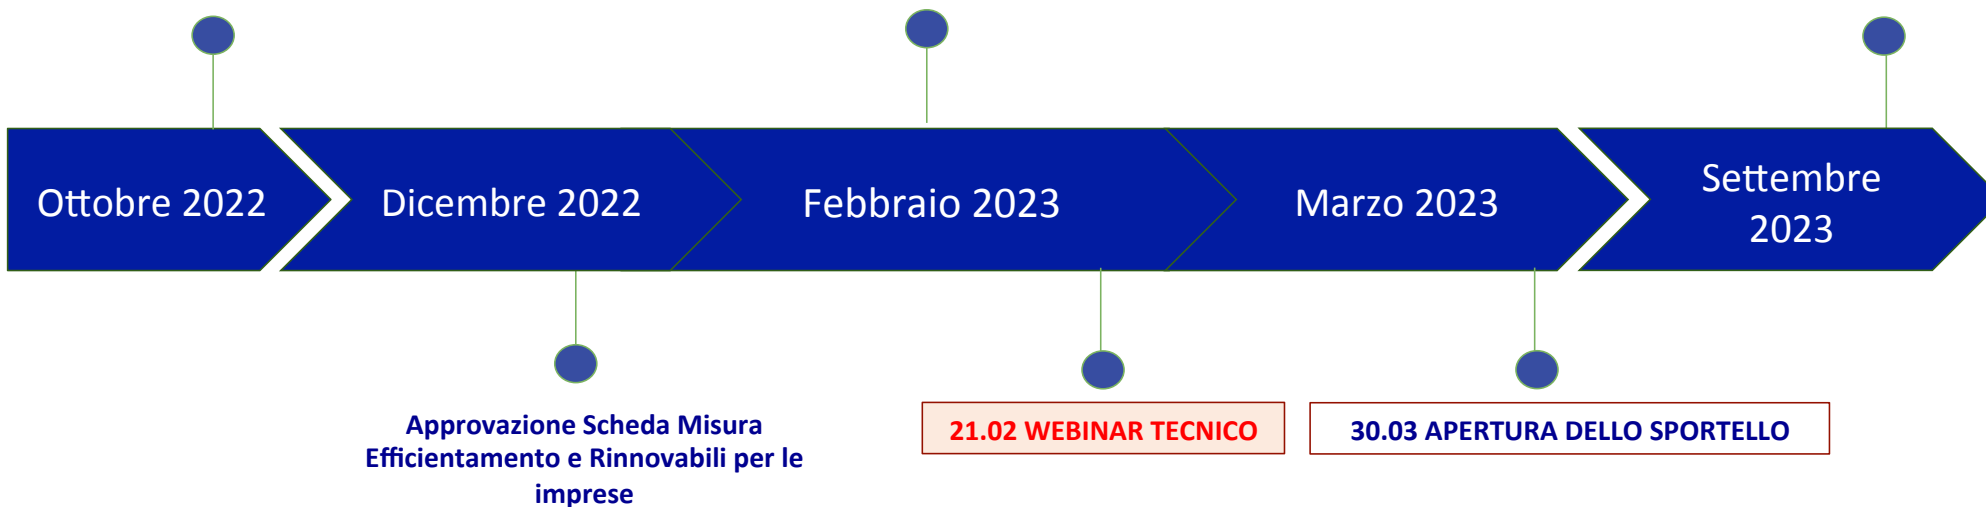 Ottobre 2022
Dicembre 2022
Febbraio 2023
Marzo 2023
Settembre
2023
Approvazione Scheda Misura
Efficientamento e Rinnovabili per le
imprese
21.02 WEBINAR TECNICO
30.03 APERTURA DELLO SPORTELLO